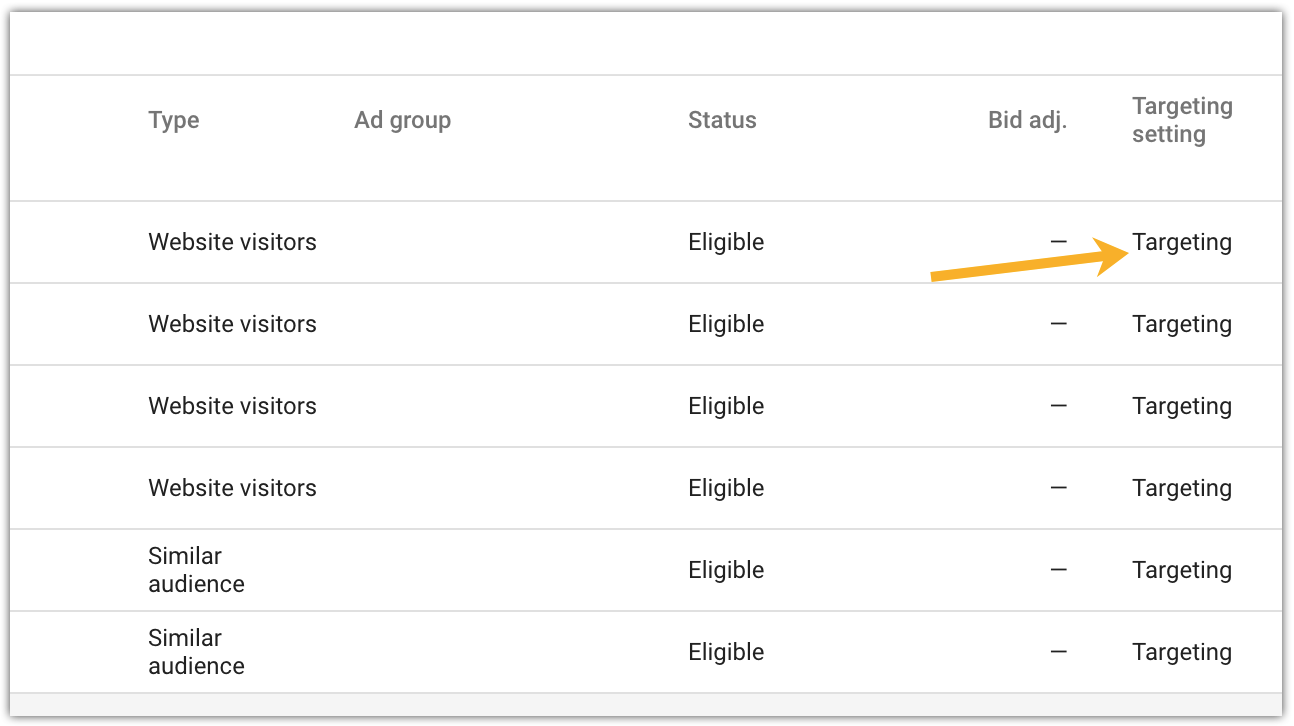 Type Ad group Status Bid adj. Targeting
setting
Website visitors Eligible — Targeting
Website visitors Eligible — Targeting
Website visitors Eligible — Targeting
Website visitors Eligible — Targeting
Similar
audience Eligible — Targeting
Similar
audience Eligible — Targeting